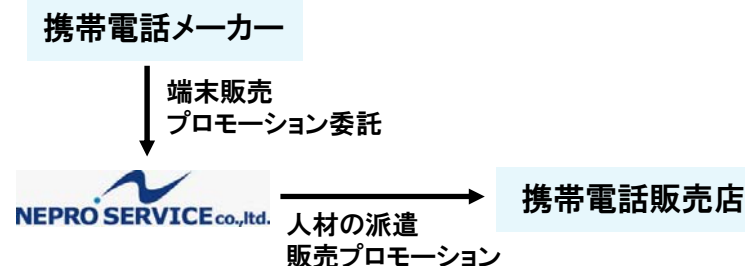 携帯電話メーカー
端末販売
プロモーション委託
NEPRO SERVICE co.,ltd.
人材の派遣
販売プロモーション
携帯電話販売店